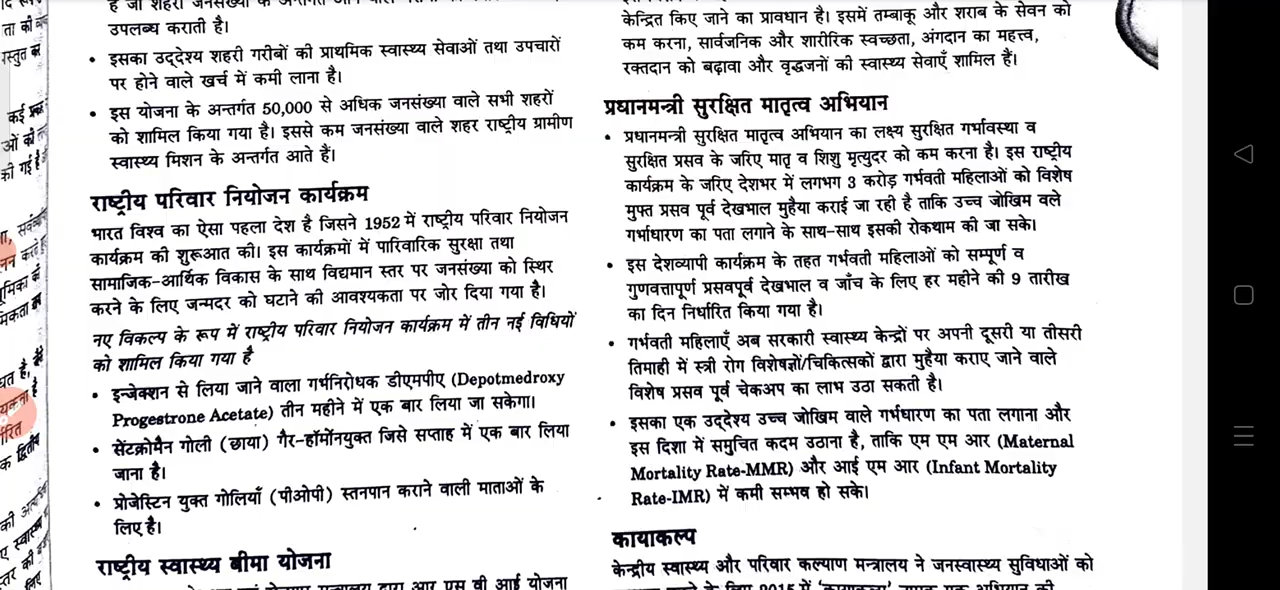 उपलब्ध कराती है।
• इसका उद्देश्य शहरी गरीबों की प्राथमिक स्वास्थ्य सेवाओं तथा उपचारों
पर होने वाले खर्च में कमी लाना है।
• इस योजना के अन्तर्गत 50,000 से अधिक जनसंख्या वाले सभी शहरों
को शामिल किया गया है। इससे कम जनसंख्या वाले शहर राष्ट्रीय ग्रामीण
स्वास्थ्य मिशन के अन्तर्गत आते हैं।
राष्ट्रीय परिवार नियोजन कार्यक्रम
भारत विश्व का ऐसा पहला देश है जिसने 1952 में राष्ट्रीय परिवार नियोजन
कार्यक्रम की शुरूआत की। इस कार्यक्रमों में पारिवारिक सुरक्षा तथा
सामाजिक-आर्थिक विकास के साथ विद्यमान स्तर पर जनसंख्या को स्थिर
करने के लिए जन्मदर को घटाने की आवश्यकता पर जोर दिया गया है।
नए विकल्प के रूप में राष्ट्रीय परिवार नियोजन कार्यक्रम में तीन नई विधियों
को शामिल किया गया है
• इन्जेक्शन से लिया जाने वाला गर्भनिरोधक डीएमपीए (Depotmedroxy
Progestrone Acetate) तीन महीने में एक बार लिया जा सकेगा।
• सेंटक्रोमैन गोली (छाया) गैर-हॉर्मोनयुक्त जिसे सप्ताह में एक बार लिया
जाना है।
• प्रोजेस्टिन युक्त गोलियाँ (पीओपी) स्तनपान कराने वाली माताओं के
लिए है।
राष्ट्रीय स्वास्थ्य बीमा योजना
केन्द्रित किए जाने का प्रावधान है। इसमें तम्बाकू और शराब के सेवन को
कम करना, सार्वजनिक और शारीरिक स्वच्छता, अंगदान का महत्त्व,
रक्तदान को बढ़ावा और वृद्धजनों की स्वास्थ्य सेवाएँ शामिल हैं।
प्रधानमन्त्री सुरक्षित मातृत्व अभियान
• प्रधानमन्त्री सुरक्षित मातृत्व अभियान का लक्ष्य सुरक्षित गर्भावस्था व
सुरक्षित प्रसव के जरिए मातृ व शिशु मृत्युदर को कम करना है। इस राष्ट्रीय
कार्यक्रम के जरिए देशभर में लगभग 3 करोड़ गर्भवती महिलाओं को विशेष
मुफ्त प्रसव पूर्व देखभाल मुहैया कराई जा रही है ताकि उच्च जोखिम वले
गर्भाधारण का पता लगाने के साथ-साथ इसकी रोकथाम की जा सके।
• इस देशव्यापी कार्यक्रम के तहत गर्भवती महिलाओं को सम्पूर्ण व
गुणवत्तापूर्ण प्रसवपूर्व देखभाल व जाँच के लिए हर महीने की 9 तारीख
का दिन निर्धारित किया गया है।
• गर्भवती महिलाएँ अब सरकारी स्वास्थ्य केन्द्रों पर अपनी दूसरी या तीसरी
तिमाही में स्त्री रोग विशेषज्ञों/चिकित्सकों द्वारा मुहैया कराए जाने वाले
विशेष प्रसव पूर्व चेकअप का लाभ उठा सकती है।
• इसका एक उद्देश्य उच्च जोखिम वाले गर्भधारण का पता लगाना और
इस दिशा में समुचित कदम उठाना है, ताकि एम एम आर (Maternal
Mortality Rate-MMR) और आई एम आर (Infant Mortality
Rate-IMR) में कमी सम्भव हो सके।
कायाकल्प
केन्द्रीय स्वास्थ्य और परिवार कल्याण मन्त्रालय ने जनस्वास्थ्य सुविधाओं को